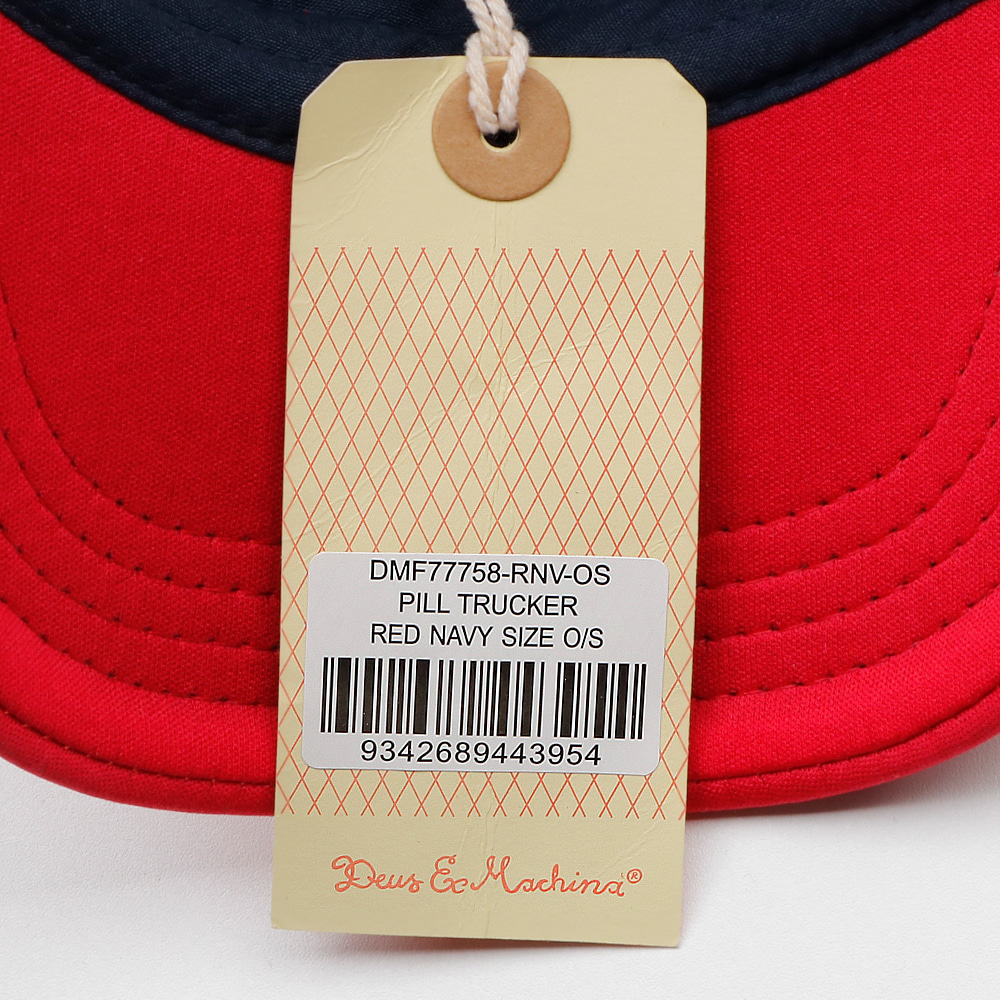 DMF77758-RNV-OS
PILL TRUCKER
RED NAVY SIZE O/S
9342689443954
Deus Ex Machina®